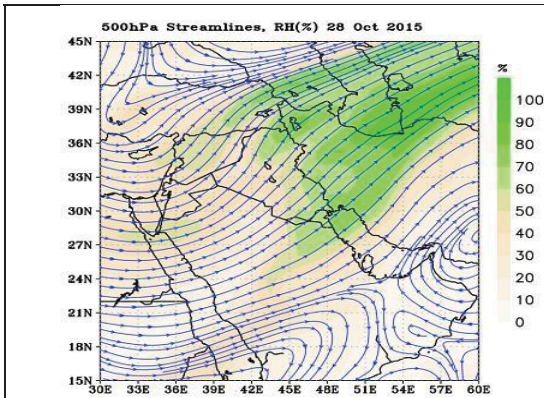 500hPa Streamlines, RH(%) 28 Oct 2015
45N
42N
39N
36N
33N
30N
27N
24N
21N
18N
15N
30E 33E 36E 39E 42E 45E 48E 51E 54E 57E 60E
%
100
90
80
70
60
50
40
30
20
10
0